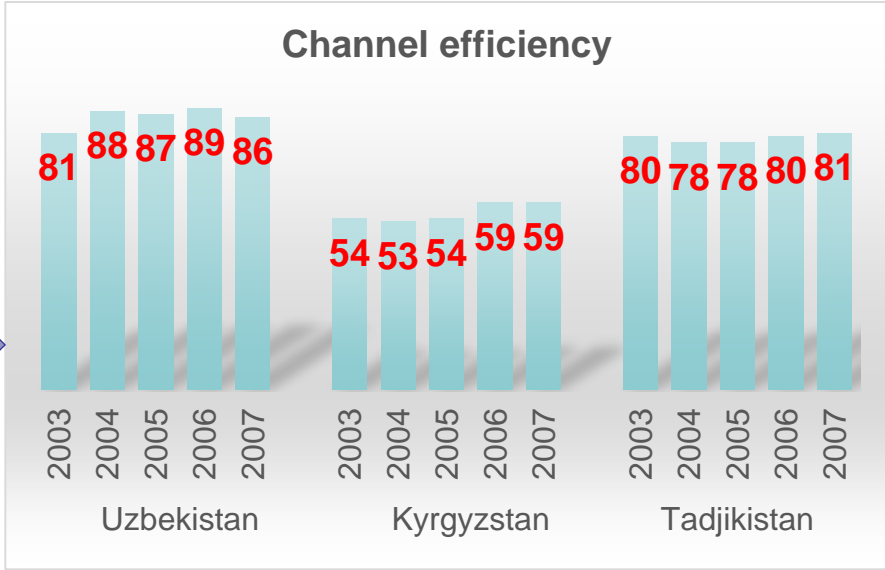 Channel efficiency
81 88 87 89 86 54 53 54 59 59 80 78 78 80 81
2003 2004 2005 2006 2007 2003 2004 2005 2006 2007 2003 2004 2005 2006 2007
Uzbekistan Kyrgyzstan Tadjikistan